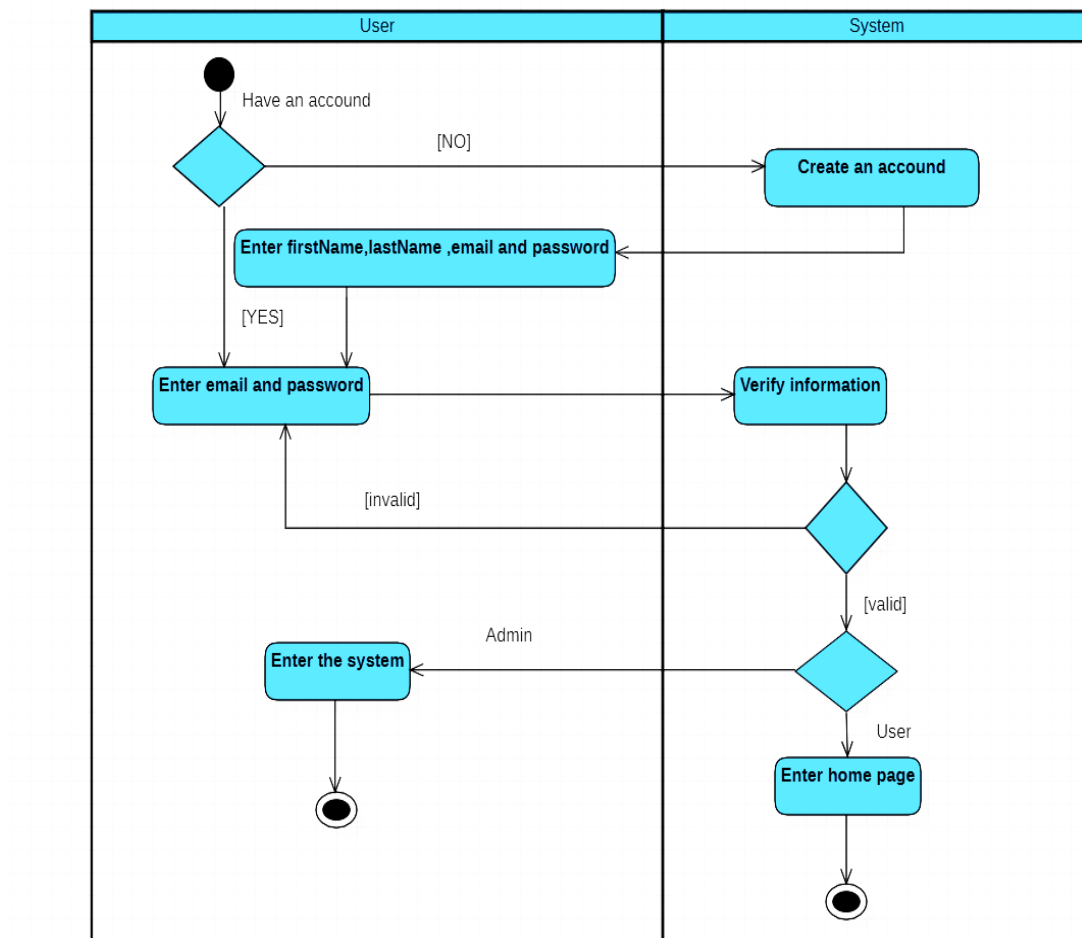 User
System
Have an accound
[NO]
Create an accound
Enter firstName,lastName ,email and password
[YES]
Enter email and password
Verify information
[invalid]
[valid]
Admin
Enter the system
User
Enter home page